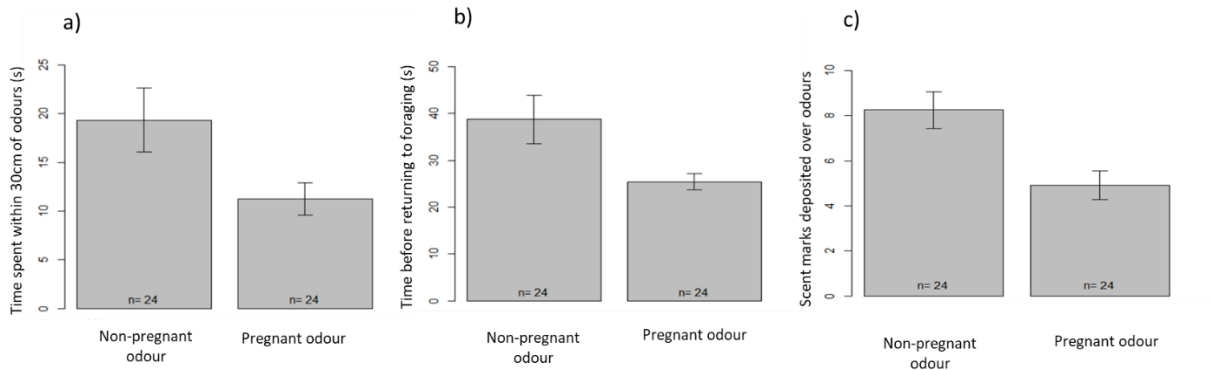 a)
Time spent within 30cm of odours (s)
0
5
10
15
20
25
n= 24
n= 24
Non-pregnant
odour
Pregnant odour
b)
Time before returning to foraging (s)
0
10
20
30
40
50
n= 24
n= 24
Non-pregnant
odour
Pregnant odour
c)
Scent marks deposited over odours
0
2
4
6
8
10
n= 24
n= 24
Non-pregnant
odour
Pregnant odour